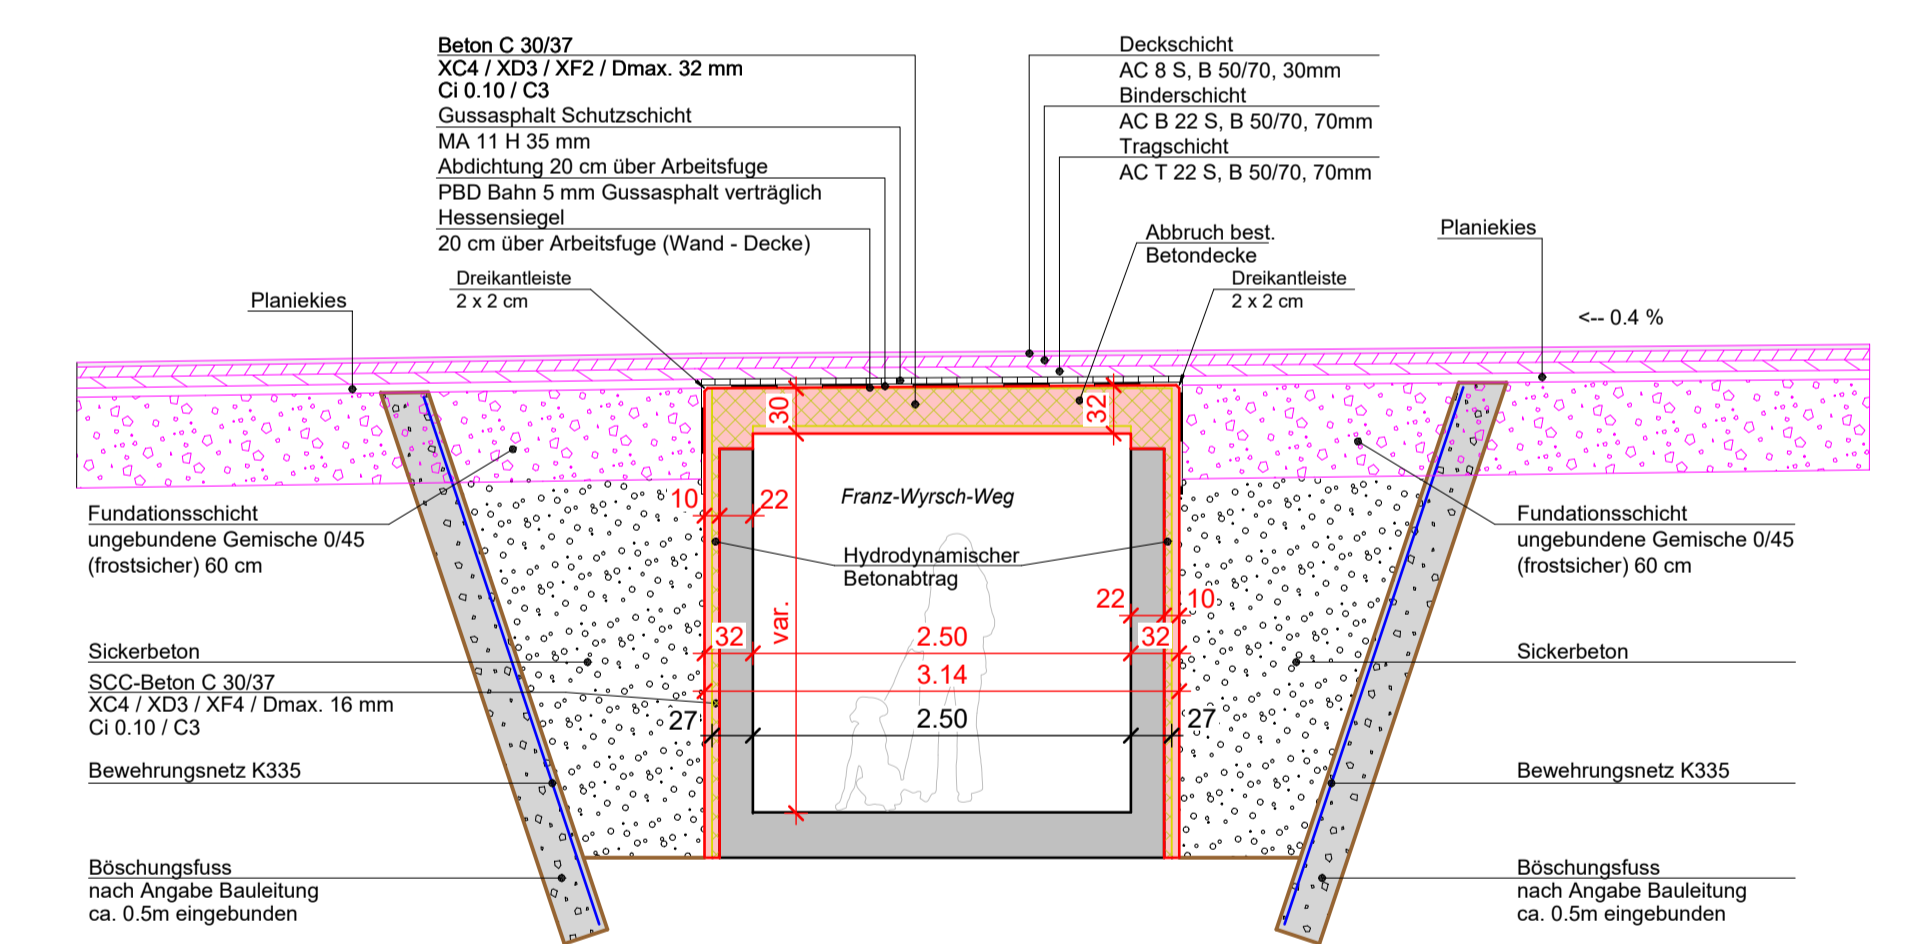 Beton C 30/37
XC4 / XD3 / XF2 / Dmax. 32 mm
Ci 0.10 / C3
Gussasphalt Schutzschicht
MA 11 H 35 mm
Abdichtung 20 cm über Arbeitsfuge
PBD Bahn 5 mm Gussasphalt verträglich
Hessensiegel
20 cm über Arbeitsfuge (Wand - Decke)
Dreikantleiste
2 x 2 cm
Planiekies
Deckschicht
AC 8 S, B 50/70, 30mm
Binderschicht
AC B 22 S, B 50/70, 70mm
Tragschicht
AC T 22 S, B 50/70, 70mm
Abbruch best.
Betondecke
Dreikantleiste
2 x 2 cm
Planiekies
<-- 0.4 %
30
32
10
22
Franz-Wyrsch-Weg
Hydrodynamischer
Betonabtrag
22
10
var.
32
2.50
32
3.14
27
2.50
27
Fundationsschicht
ungebundene Gemische 0/45
(frostsicher) 60 cm
Sickerbeton
SCC-Beton C 30/37
XC4 / XD3 / XF4 / Dmax. 16 mm
Ci 0.10 / C3
Bewehrungsnetz K335
Böschungsfuss
nach Angabe Bauleitung
ca. 0.5m eingebunden
Fundationsschicht
ungebundene Gemische 0/45
(frostsicher) 60 cm
Sickerbeton
Bewehrungsnetz K335
Böschungsfuss
nach Angabe Bauleitung
ca. 0.5m eingebunden